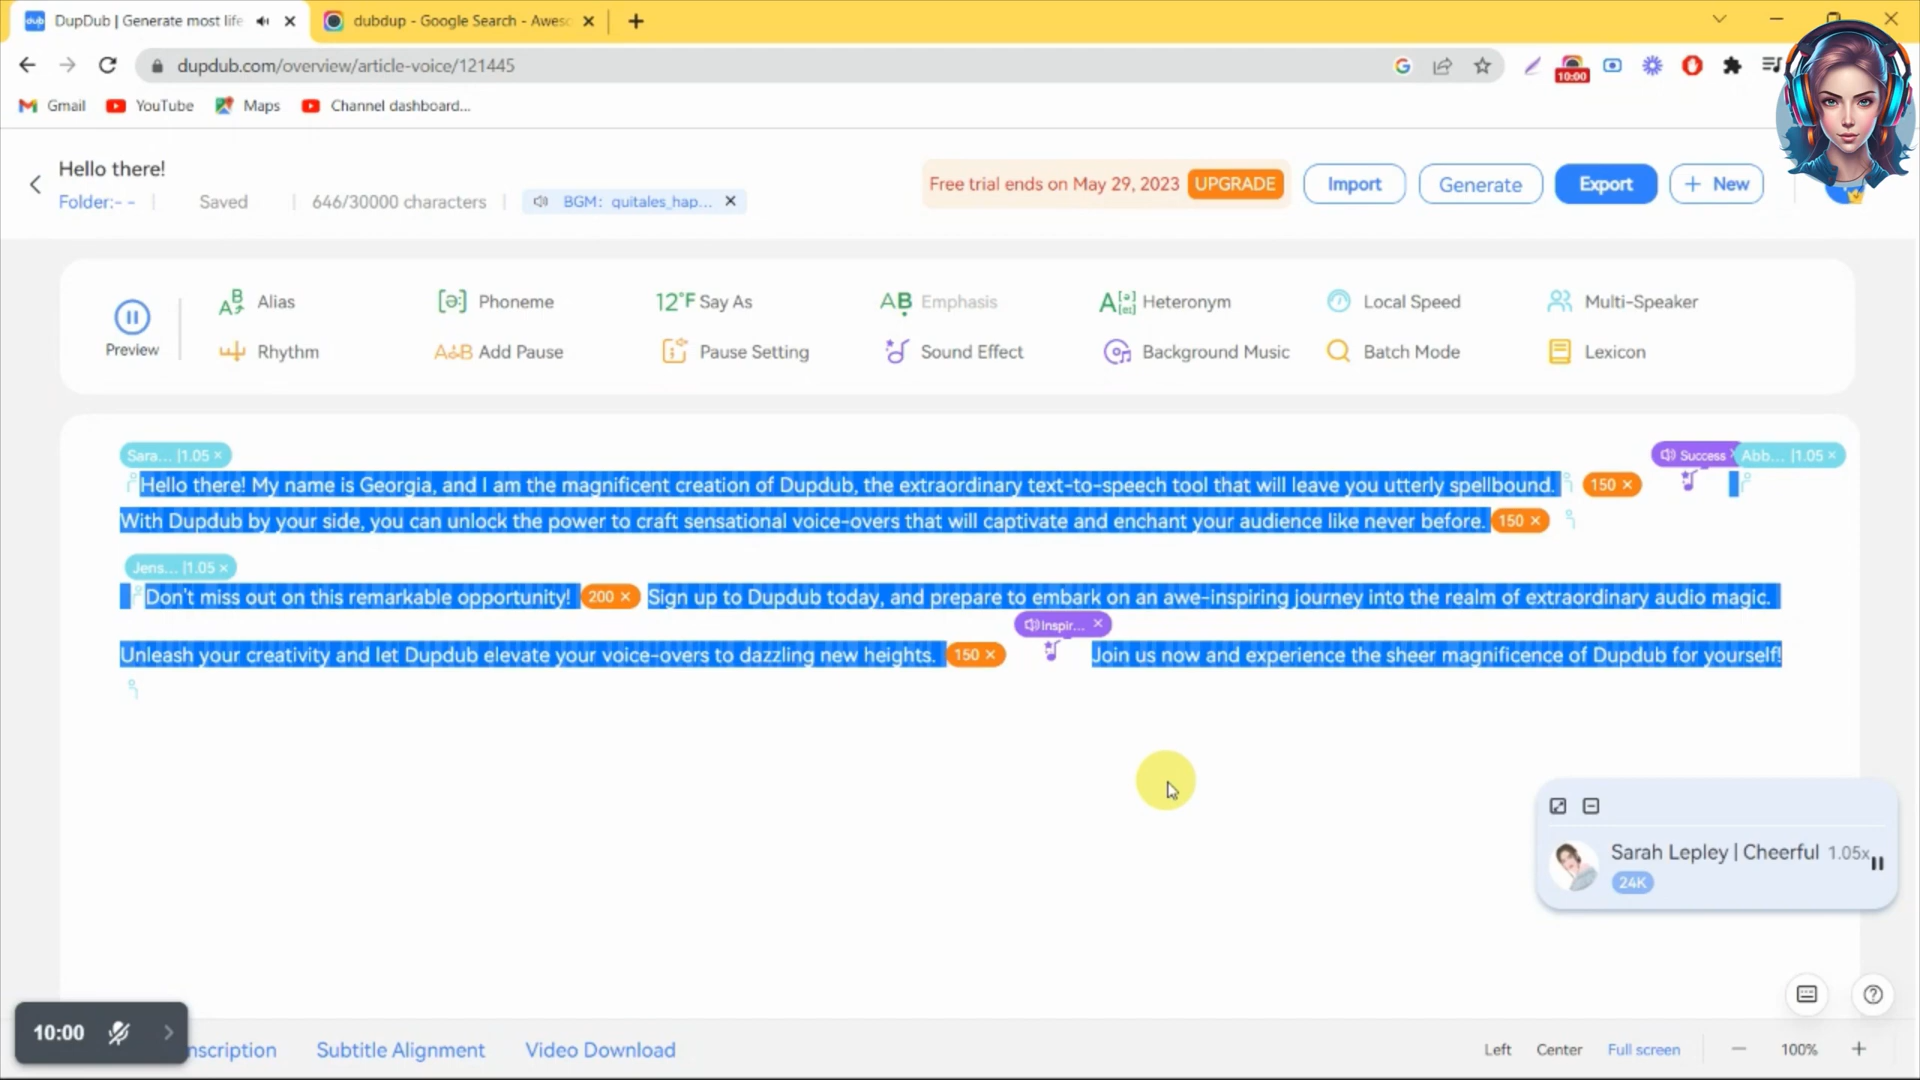 DupDub | Generate most life
dubdup - Google Search - Awes
dupdub.com/overview/article-voice/121445
10:00
Gmail
YouTube
Maps
Channel dashboard...
Hello there!
Folder:- -
Saved
646/30000 characters
BGM: quitales_hap...
Free trial ends on May 29, 2023
UPGRADE
Import
Generate
Export
+ New
Preview
Alias
Phoneme
12°F Say As
Emphasis
Heteronym
Local Speed
Multi-Speaker
Rhythm
Add Pause
Pause Setting
Sound Effect
Background Music
Batch Mode
Lexicon
Sara... |1.05 ×
Success
Abb... |1.05 ×
Hello there! My name is Georgia, and I am the magnificent creation of Dupdub, the extraordinary text-to-speech tool that will leave you utterly spellbound. 150 ×
With Dupdub by your side, you can unlock the power to craft sensational voice-overs that will captivate and enchant your audience like never before. 150 ×
Jens... |1.05 ×
Don't miss out on this remarkable opportunity! 200 × Sign up to Dupdub today, and prepare to embark on an awe-inspiring journey into the realm of extraordinary audio magic.
Inspir... ×
Unleash your creativity and let Dupdub elevate your voice-overs to dazzling new heights. 150 × Join us now and experience the sheer magnificence of Dupdub for yourself!
Sarah Lepley | Cheerful 1.05x
24K
10:00
nscription
Subtitle Alignment
Video Download
Left
Center
Full screen
100%